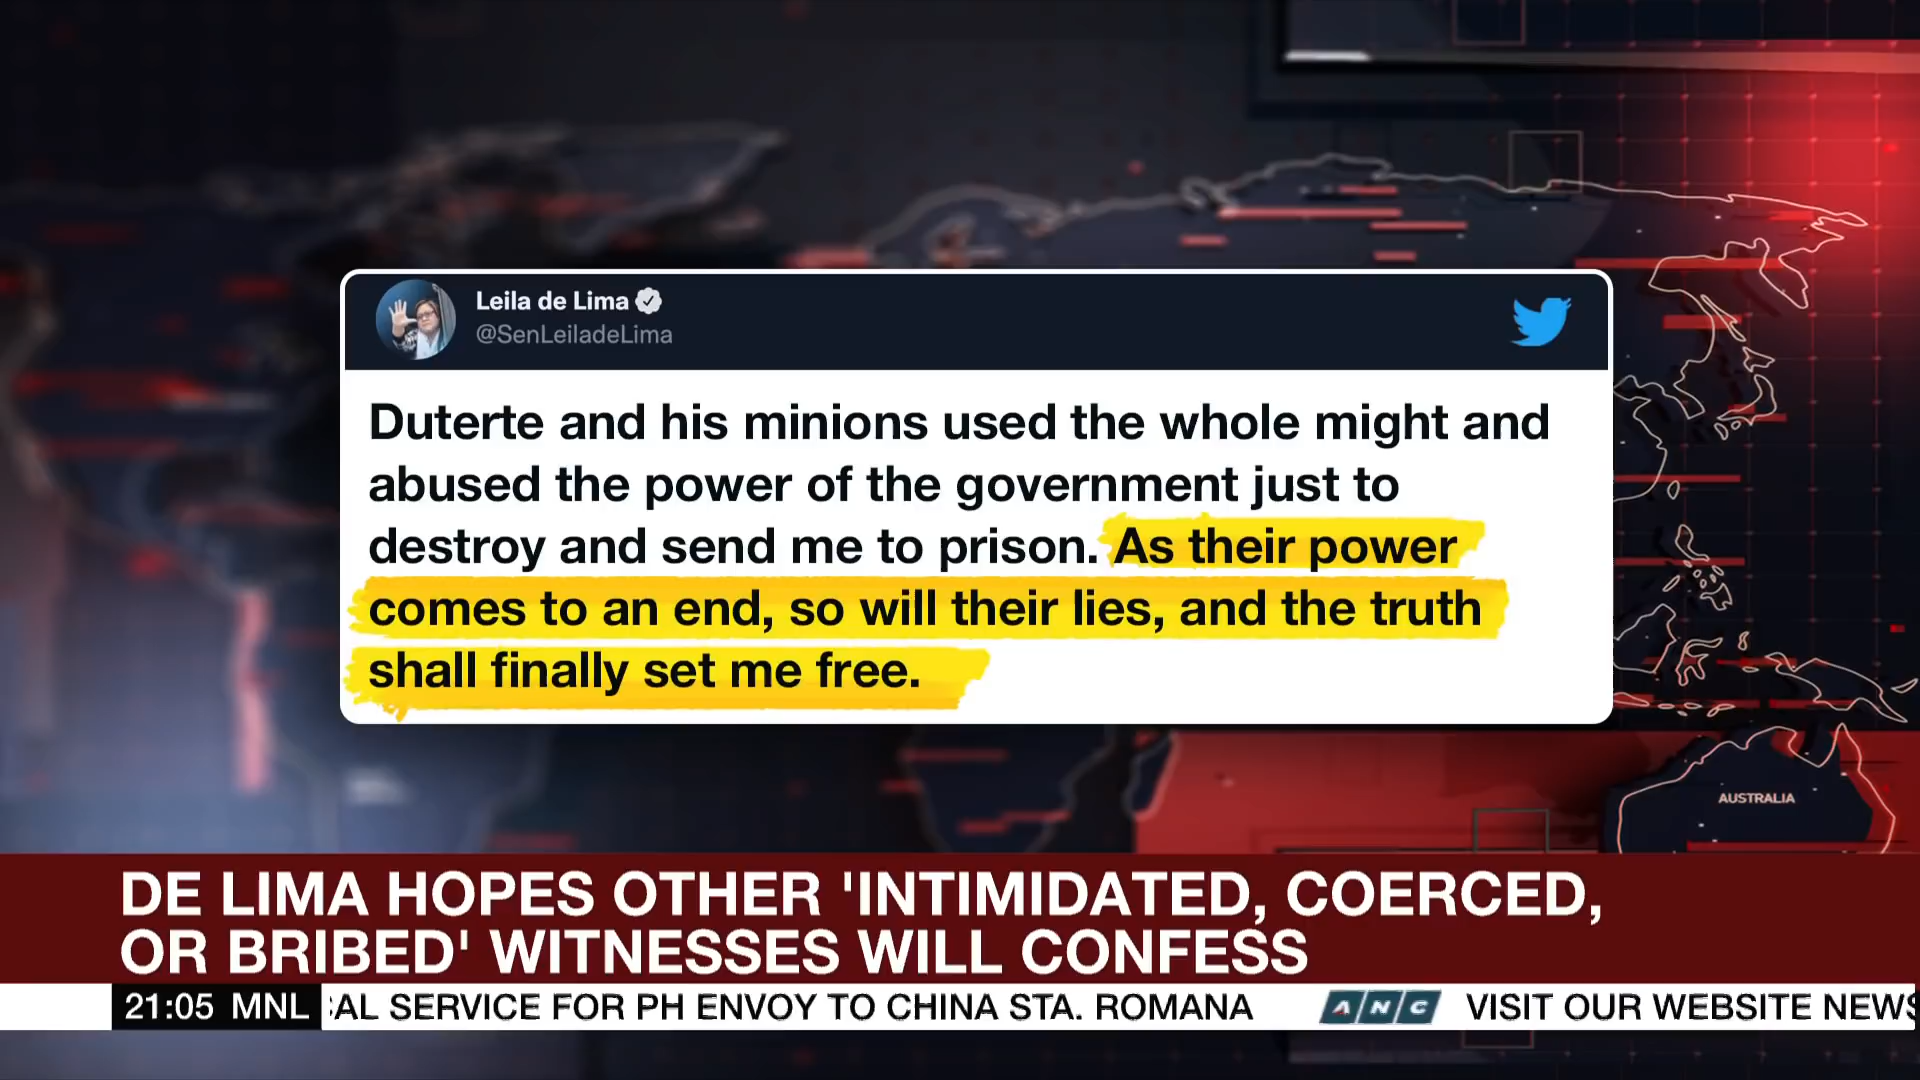 Leila de Lima
@SenLeiladeLima
Duterte and his minions used the whole might and
abused the power of the government just to
destroy and send me to prison. As their power
comes to an end, so will their lies, and the truth
shall finally set me free.
AUSTRALIA
DE LIMA HOPES OTHER 'INTIMIDATED, COERCED,
OR BRIBED' WITNESSES WILL CONFESS
21:05 MNL AL SERVICE FOR PH ENVOY TO CHINA STA. ROMANA ANC VISIT OUR WEBSITE NEWS